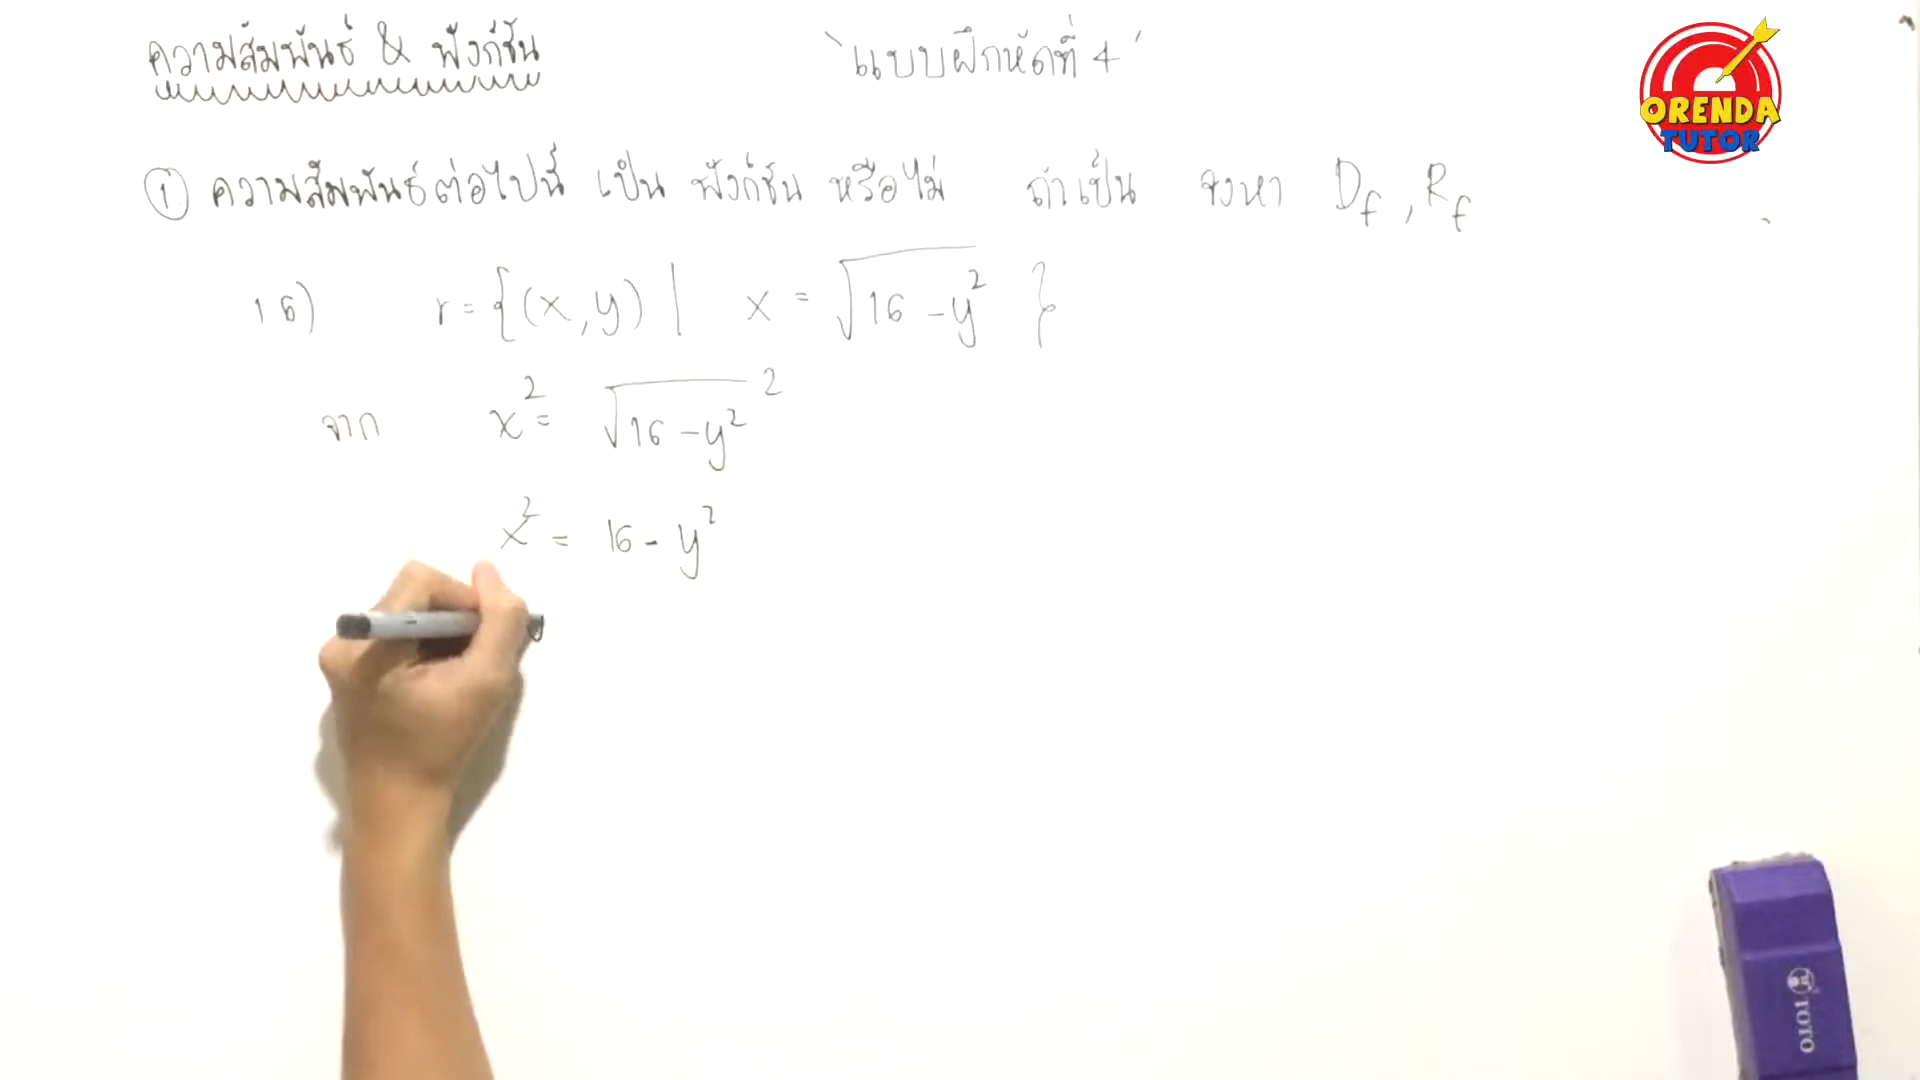 ความสัมพันธ์ & ฟังก์ชัน
`แบบฝึกหัดที่ 4'
ORENDA
TUTOR
① ความสัมพันธ์ต่อไปนี้ เป็น ฟังก์ชัน หรือไม่ ถ้าเป็น จงหา D_f , R_f
16) r = {(x,y) | x = √(16 - y²) }
จาก x² = √(16 - y²)²
x² = 16 - y²
TOTO